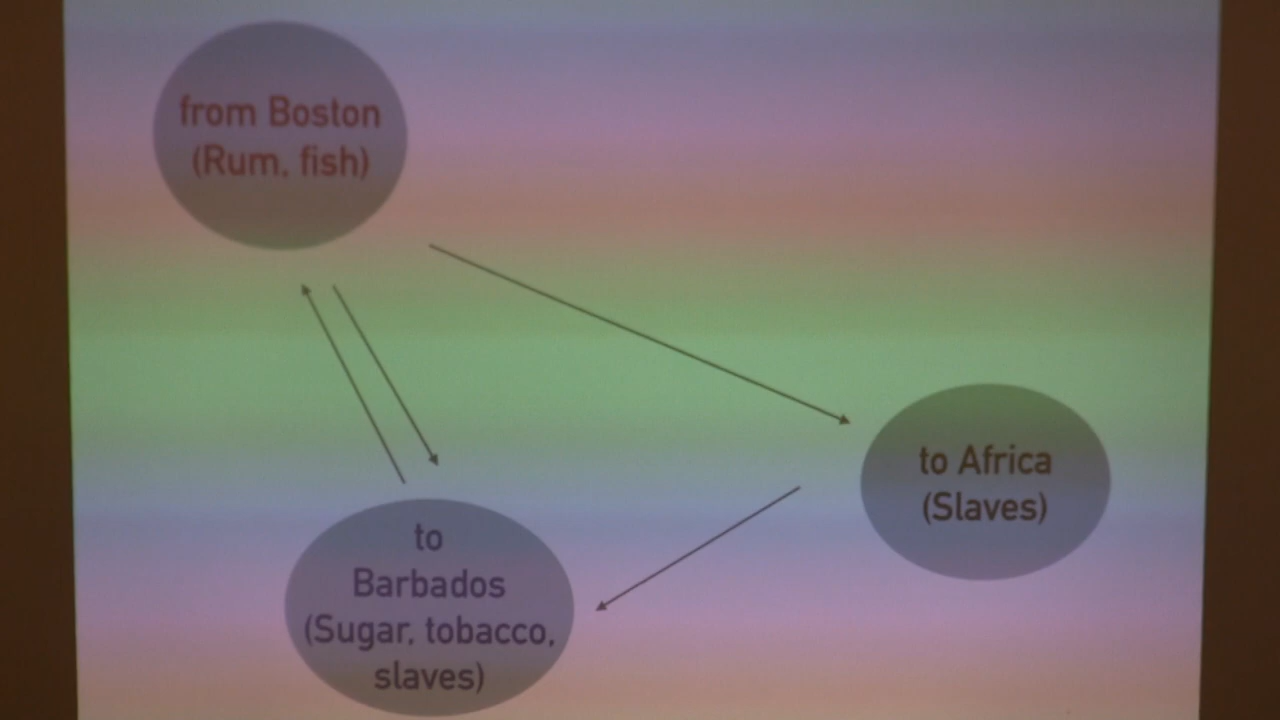 from Boston
(Rum, fish)
to Africa
(Slaves)
to
Barbados
(Sugar, tobacco,
slaves)